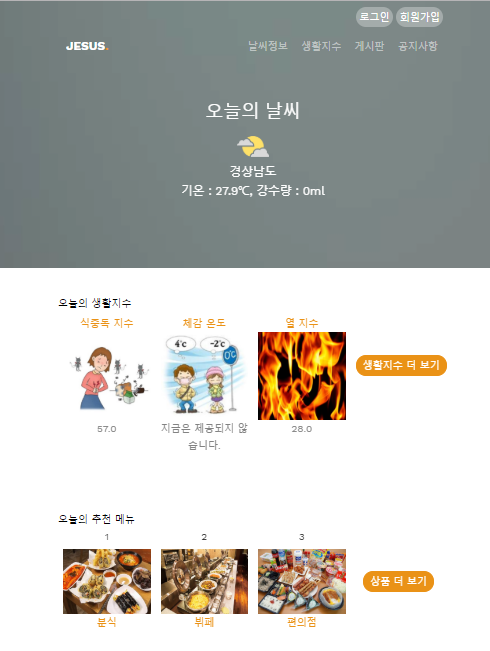 로그인 회원가입
JESUS. 날씨정보 생활지수 게시판 공지사항
오늘의 날씨
경상남도
기온 : 27.9℃, 강수량 : 0ml
오늘의 생활지수
식중독 지수 체감 온도 열 지수
4℃ -2℃
0℃
생활지수 더 보기
57.0 지금은 제공되지 않 28.0
습니다.
오늘의 추천 메뉴
1 2 3
상품 더 보기
분식 뷔페 편의점